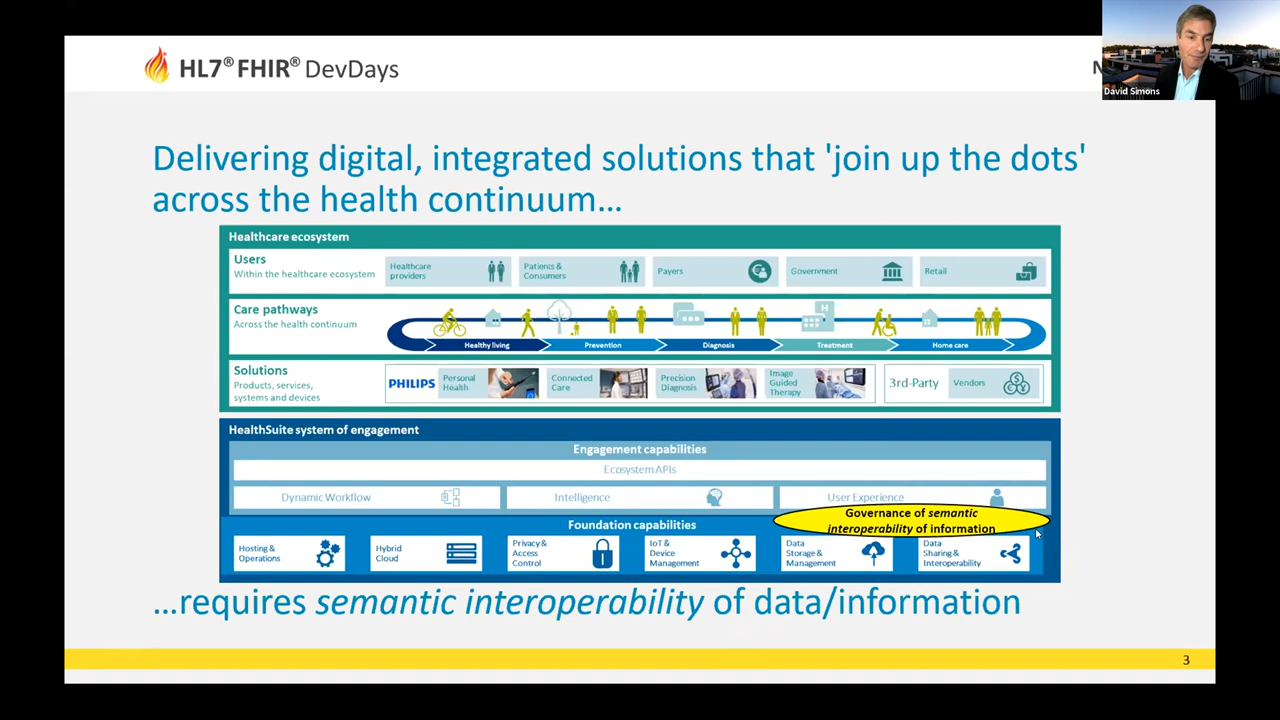 HL7® FHIR® DevDays
David Simons
Delivering digital, integrated solutions that 'join up the dots'
across the health continuum…
Healthcare ecosystem
Users
Within the healthcare ecosystem
Healthcare
providers
Patients &
Consumers
Payers
Government
Retail
Care pathways
Across the health continuum
H
Healthy living
Prevention
Diagnosis
Treatment
Home care
Solutions
Products, services,
systems and devices
PHILIPS
Personal
Health
Connected
Care
Precision
Diagnosis
Image
Guided
Therapy
3rd-Party
Vendors
HealthSuite system of engagement
Engagement capabilities
Ecosystem APIs
Dynamic Workflow
Intelligence
User Experience
Governance of semantic
interoperability of information
Foundation capabilities
Hosting &
Operations
Hybrid
Cloud
Privacy &
Access
Control
IoT &
Device
Management
Data
Storage &
Management
Data
Sharing &
Interoperability
…requires semantic interoperability of data/information
3